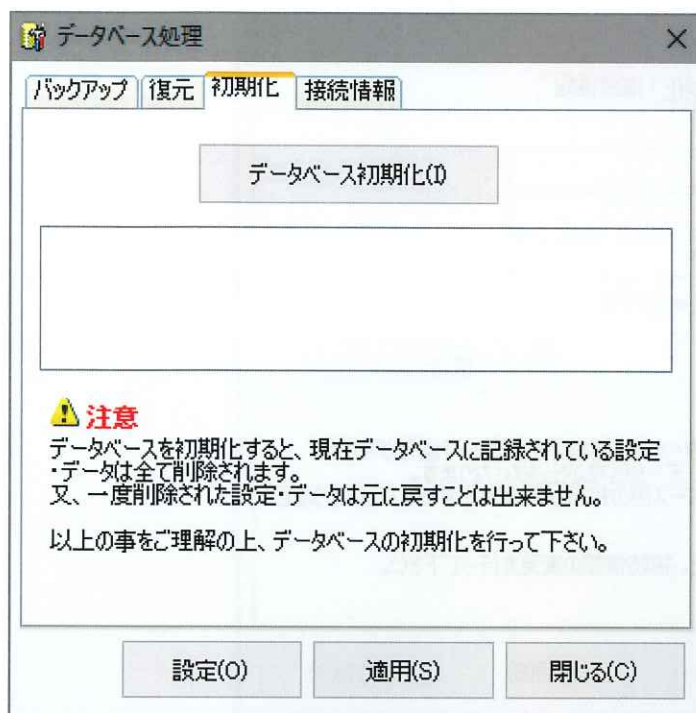 データベース処理
バックアップ 復元 初期化 接続情報
データベース初期化(I)
注意
データベースを初期化すると、現在データベースに記録されている設定
・データは全て削除されます。
又、一度削除された設定・データは元に戻すことは出来ません。
以上の事をご理解の上、データベースの初期化を行って下さい。
設定(O) 適用(S) 閉じる(C)